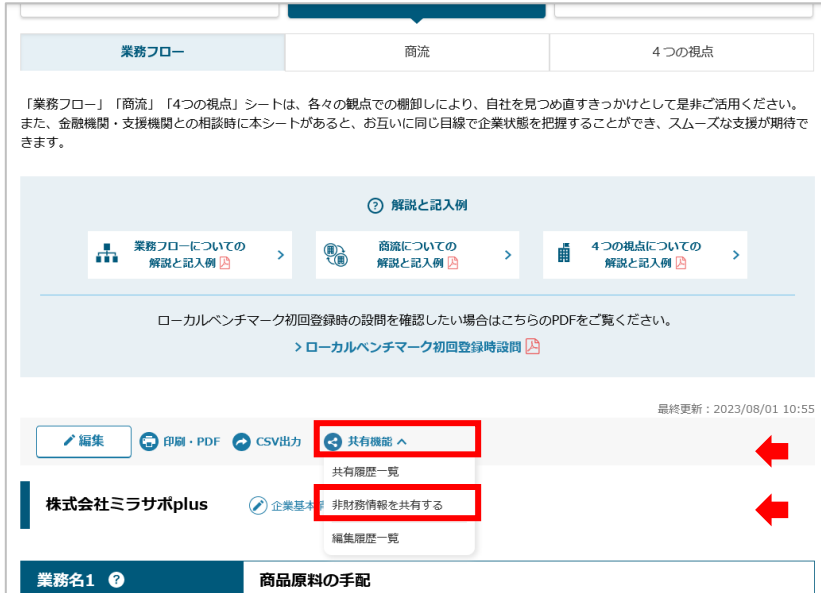 業務フロー
商流
4つの視点
「業務フロー」「商流」「4つの視点」シートは、各々の観点での棚卸しにより、自社を見つめ直すきっかけとして是非ご活用ください。
また、金融機関・支援機関との相談時に本シートがあると、お互いに同じ目線で企業状態を把握することができ、スムーズな支援が期待で
きます。
? 解説と記入例
業務フローについての
解説と記入例
商流についての
解説と記入例
4つの視点についての
解説と記入例
ローカルベンチマーク初回登録時の設問を確認したい場合はこちらのPDFをご覧ください。
ローカルベンチマーク初回登録時設問
最終更新:2023/08/01 10:55
編集
印刷・PDF
CSV出力
共有機能
共有履歴一覧
株式会社ミラサポplus
企業基本
非財務情報を共有する
編集履歴一覧
業務名1 ?
商品原料の手配